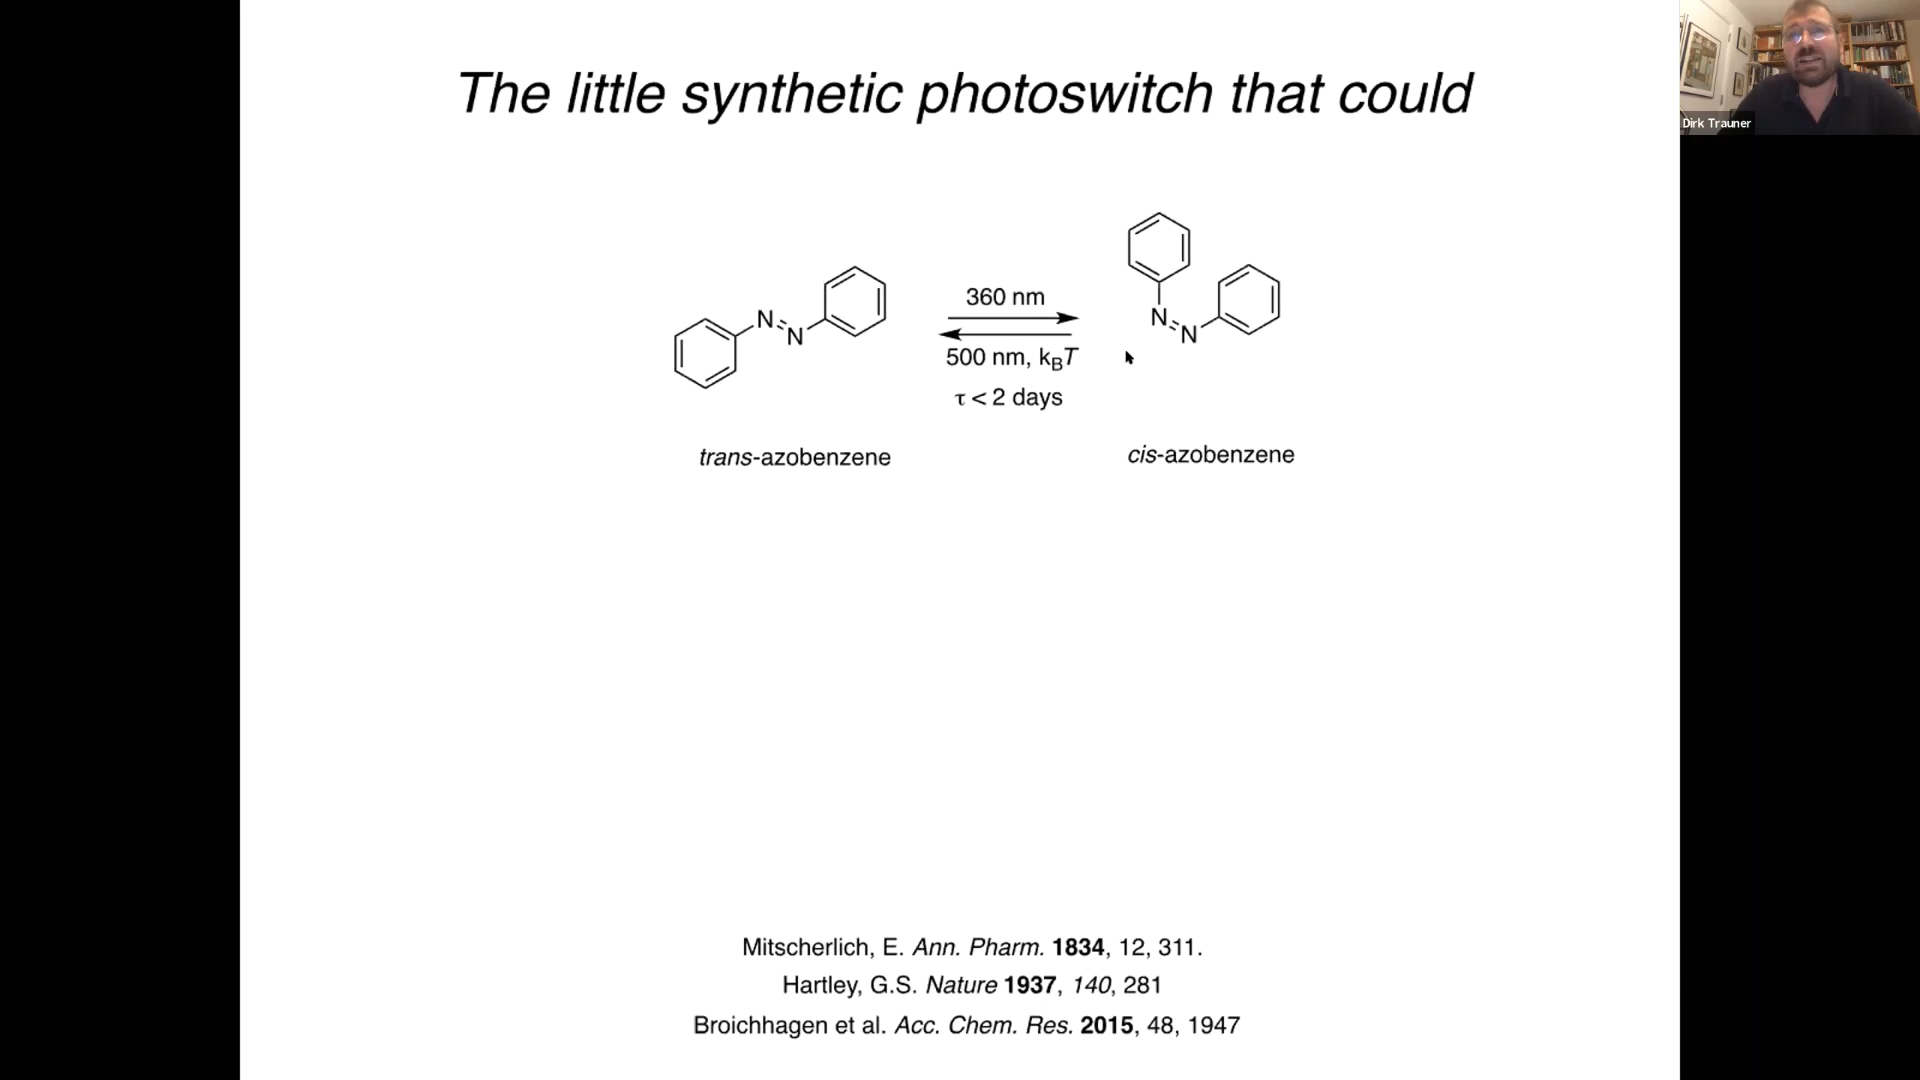 The little synthetic photoswitch that could
Dirk Trauner
N
N
360 nm
500 nm, kBT
τ < 2 days
N
N
trans-azobenzene
cis-azobenzene
Mitscherlich, E. Ann. Pharm. 1834, 12, 311.
Hartley, G.S. Nature 1937, 140, 281
Broichhagen et al. Acc. Chem. Res. 2015, 48, 1947